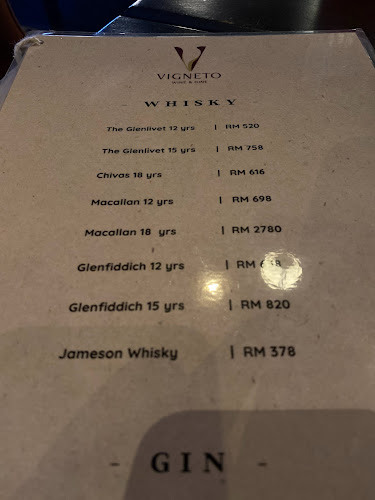 VIGNETO
WINE & DINE
- WHISKY -
The Glenlivet 12 yrs | RM 520
The Glenlivet 15 yrs | RM 758
Chivas 18 yrs | RM 616
Macallan 12 yrs | RM 698
Macallan 18 yrs | RM 2780
Glenfiddich 12 yrs | RM
Glenfiddich 15 yrs | RM 820
Jameson Whisky | RM 378
- GIN -